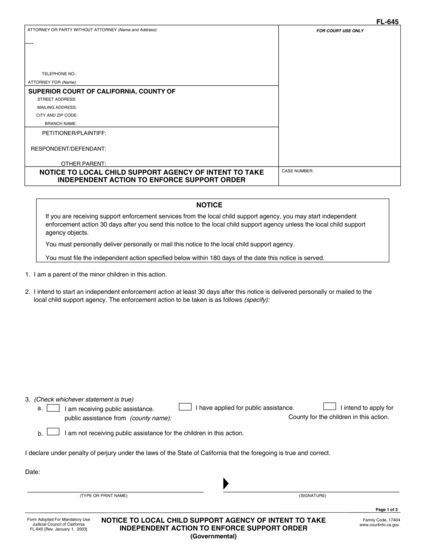 FL-645
ATTORNEY OR PARTY WITHOUT ATTORNEY (Name and Address):
FOR COURT USE ONLY
TELEPHONE NO.:
ATTORNEY FOR (Name):
SUPERIOR COURT OF CALIFORNIA, COUNTY OF
STREET ADDRESS:
MAILING ADDRESS:
CITY AND ZIP CODE:
BRANCH NAME:
PETITIONER/PLAINTIFF:
RESPONDENT/DEFENDANT:
OTHER PARENT:
NOTICE TO LOCAL CHILD SUPPORT AGENCY OF INTENT TO TAKE
INDEPENDENT ACTION TO ENFORCE SUPPORT ORDER
CASE NUMBER:
NOTICE
If you are receiving support enforcement services from the local child support agency, you may start independent
enforcement action 30 days after you send this notice to the local child support agency unless the local child support
agency objects.
You must personally deliver personally or mail this notice to the local child support agency.
You must file the independent action specified below within 180 days of the date this notice is served.
1. I am a parent of the minor children in this action.
2. I intend to start an independent enforcement action at least 30 days after this notice is delivered personally or mailed to the
local child support agency. The enforcement action to be taken is as follows (specify):
3. (Check whichever statement is true)
a. I am receiving public assistance. I have applied for public assistance. I intend to apply for
public assistance from (county name): County for the children in this action.
b. I am not receiving public assistance for the children in this action.
I declare under penalty of perjury under the laws of the State of California that the foregoing is true and correct.
Date:
(TYPE OR PRINT NAME) (SIGNATURE)
Page 1 of 3
Form Adopted For Mandatory Use
Judicial Council of California
FL-645 [Rev. January 1, 2003]
NOTICE TO LOCAL CHILD SUPPORT AGENCY OF INTENT TO TAKE
INDEPENDENT ACTION TO ENFORCE SUPPORT ORDER
(Governmental)
Family Code, 17404
www.courtinfo.ca.gov